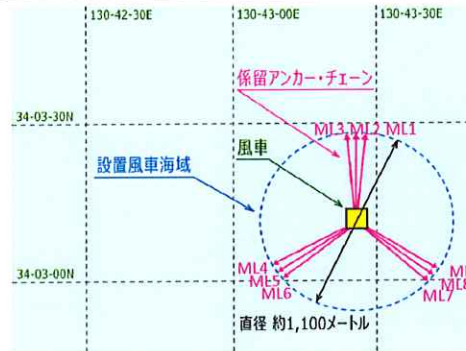 130-42-30E 130-43-00E 130-43-30E
係留アンカー・チェーン
34-03-30N
ML3 ML2 ML1
風車
設置風車海域
ML4
ML5
ML6
ML8
ML7
34-03-00N
直径 約1,100メートル